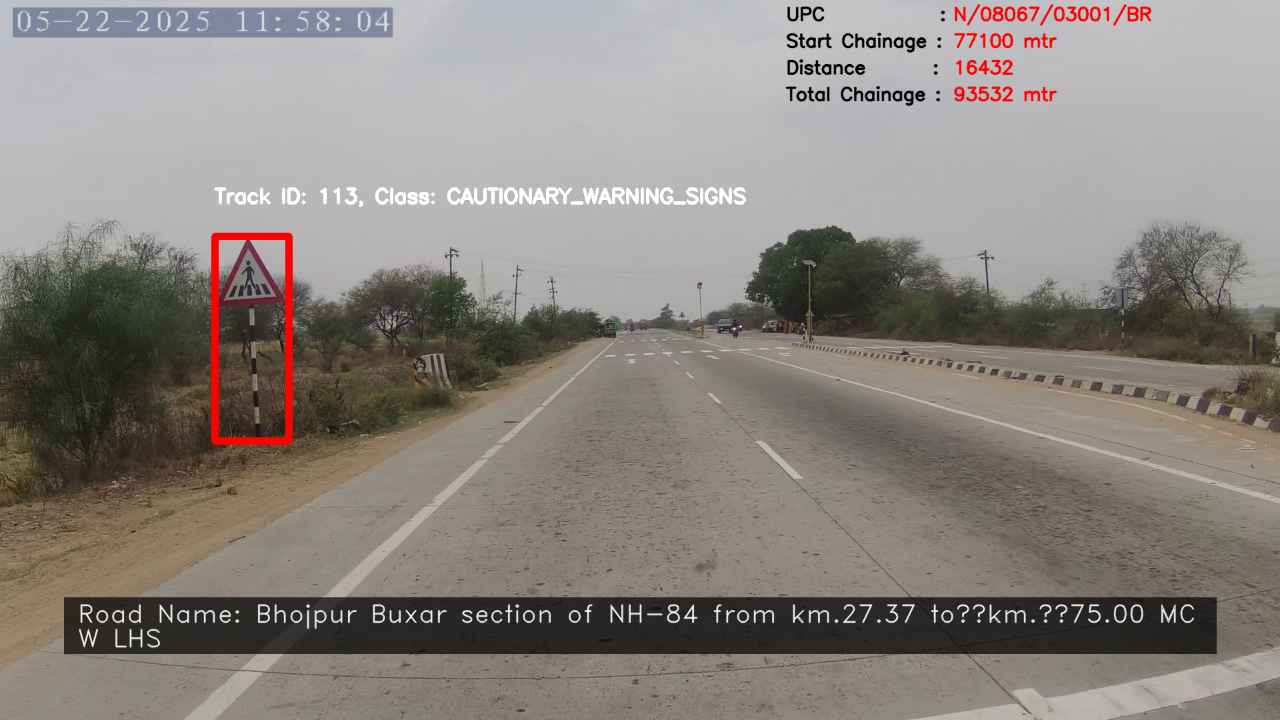 05-22-2025 11:58:04
UPC : N/08067/03001/BR
Start Chainage : 77100 mtr
Distance : 16432
Total Chainage : 93532 mtr
Track ID: 113, Class: CAUTIONARY_WARNING_SIGNS
Road Name: Bhojpur Buxar section of NH-84 from km.27.37 to??km.??75.00 MC
W LHS